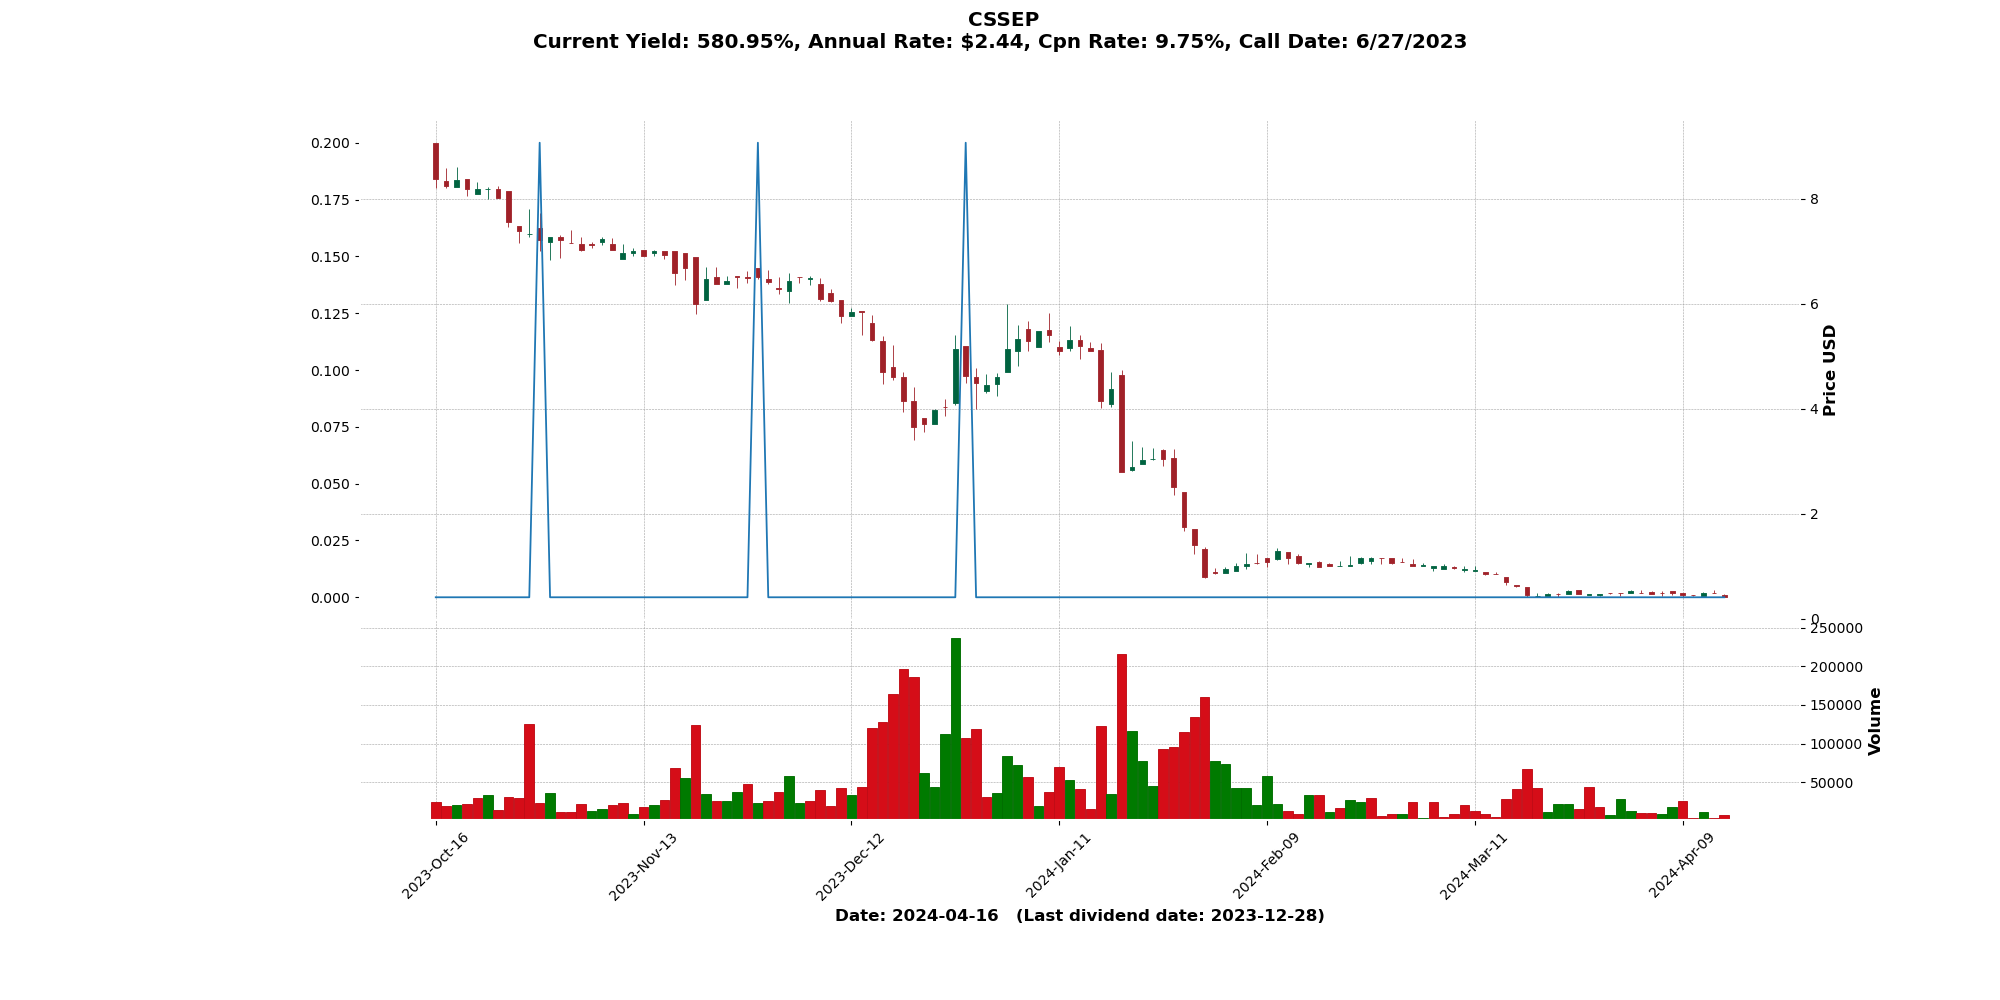 CSSEP
Current Yield: 580.95%, Annual Rate: $2.44, Cpn Rate: 9.75%, Call Date: 6/27/2023
0.200
0.175
0.150
0.125
0.100
0.075
0.050
0.025
0.000
8
6
4
2
0
Price USD
250000
200000
150000
100000
50000
Volume
2023-Oct-16
2023-Nov-13
2023-Dec-12
2024-Jan-11
2024-Feb-09
2024-Mar-11
2024-Apr-09
Date: 2024-04-16   (Last dividend date: 2023-12-28)